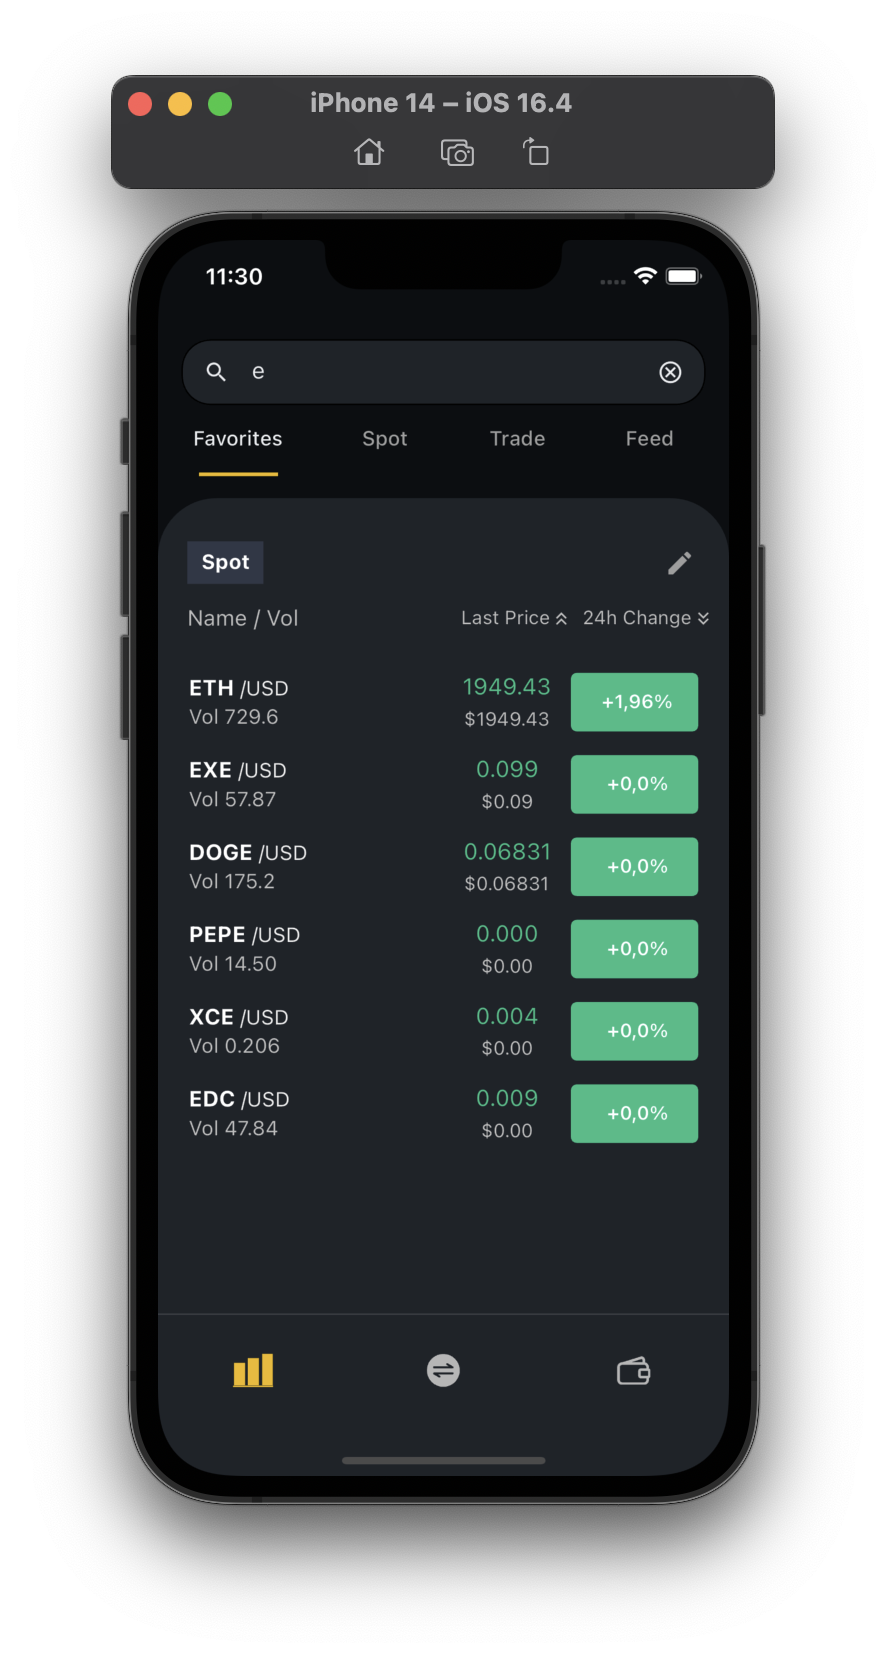 iPhone 14 – iOS 16.4
11:30
e
Favorites Spot Trade Feed
Spot
Name / Vol Last Price 24h Change
ETH /USD 1949.43 +1,96%
Vol 729.6 $1949.43
EXE /USD 0.099 +0,0%
Vol 57.87 $0.09
DOGE /USD 0.06831 +0,0%
Vol 175.2 $0.06831
PEPE /USD 0.000 +0,0%
Vol 14.50 $0.00
XCE /USD 0.004 +0,0%
Vol 0.206 $0.00
EDC /USD 0.009 +0,0%
Vol 47.84 $0.00